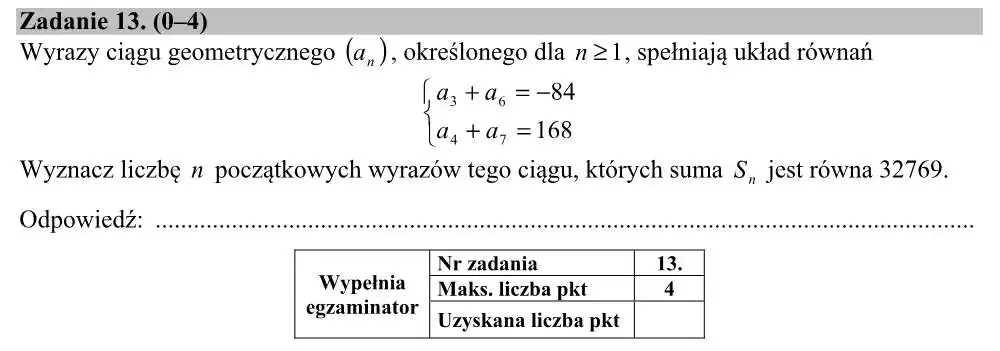 Zadanie 13. (0–4)
Wyrazy ciągu geometrycznego (aₙ), określonego dla n ≥ 1, spełniają układ równań
a₃ + a₆ = −84
a₄ + a₇ = 168
Wyznacz liczbę n początkowych wyrazów tego ciągu, których suma Sₙ jest równa 32769.
Odpowiedź: ................................................................................................................................
Wypełnia egzaminator
Nr zadania 13.
Maks. liczba pkt 4
Uzyskana liczba pkt